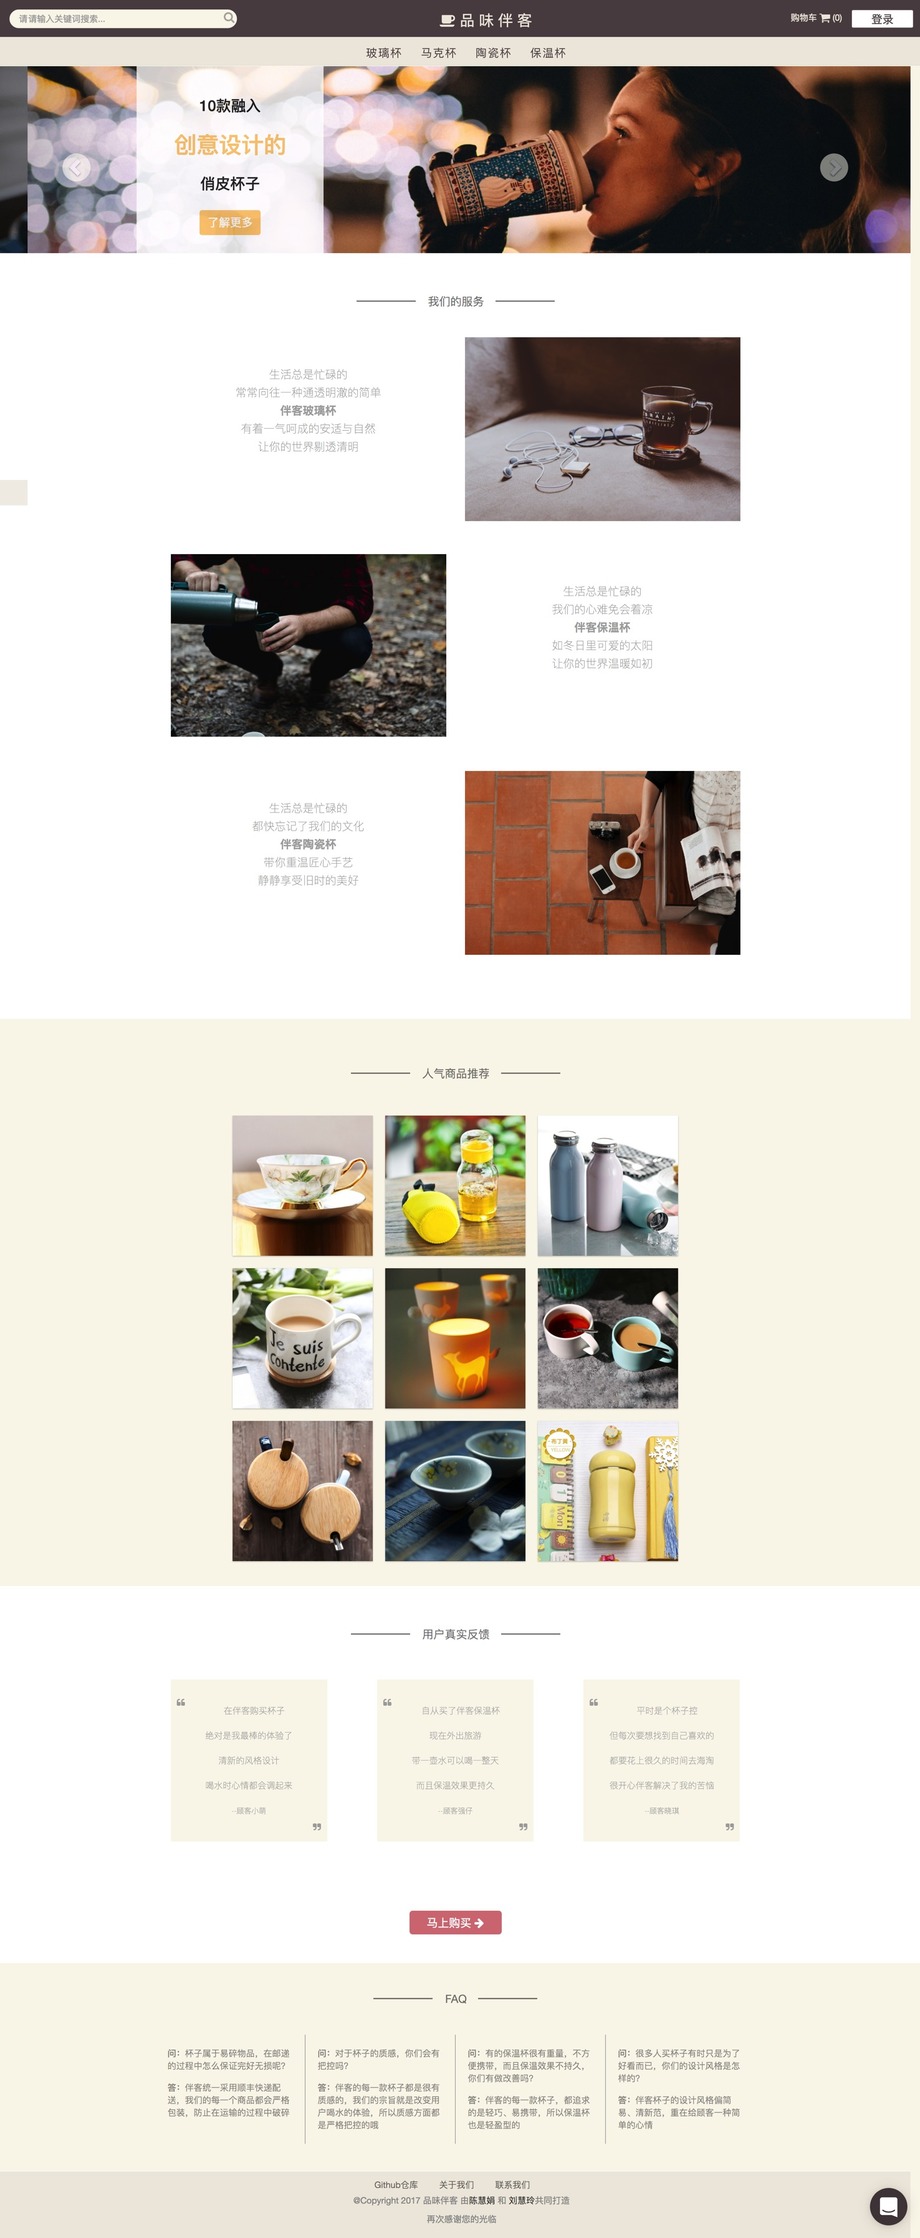 请请输入关键词搜索...
品味伴客
购物车 (0)
登录
玻璃杯 马克杯 陶瓷杯 保温杯
10款融入
创意设计的
俏皮杯子
了解更多
我们的服务
生活总是忙碌的
常常向往一种通透明澈的简单
伴客玻璃杯
有着一气呵成的安适与自然
让你的世界剔透清明
生活总是忙碌的
我们的心难免会着凉
伴客保温杯
如冬日里可爱的太阳
让你的世界温暖如初
生活总是忙碌的
都快忘记了我们的文化
伴客陶瓷杯
带你重温匠心手艺
静静享受旧时的美好
人气商品推荐
Je suis
Contente
YELLOW
Mon
用户真实反馈
在伴客购买杯子
绝对是我最棒的体验了
清新的风格设计
喝水时心情都会调起来
--顾客小萌
自从买了伴客保温杯
现在外出旅游
带一壶水可以喝一整天
而且保温效果更持久
--顾客强仔
平时是个杯子控
但每次要想找到自己喜欢的
都要花上很久的时间去海淘
很开心伴客解决了我的苦恼
--顾客晓琪
马上购买
FAQ
问：杯子属于易碎物品，在邮递
的过程中怎么保证完好无损呢？
答：伴客统一采用顺丰快递配
送，我们的每一个商品都会严格
包装，防止在运输的过程中破碎
问：对于杯子的质感，你们会有
把控吗？
答：伴客的每一款杯子都是很有
质感的，我们的宗旨就是改变用
户喝水的体验，所以质感方面都
是严格把控的哦
问：有的保温杯很有重量，不方
便携带，而且保温效果不持久，
你们有做改善吗？
答：伴客的每一款杯子，都追求
的是轻巧、易携带，所以保温杯
也是轻盈型的
问：很多人买杯子有时只是为了
好看而已，你们的设计风格是怎
样的？
答：伴客杯子的设计风格偏简
易、清新范，重在给顾客一种简
单的心情
Github仓库 关于我们 联系我们
@Copyright 2017 品味伴客 由陈慧娟 和 刘慧玲共同打造
再次感谢您的光临